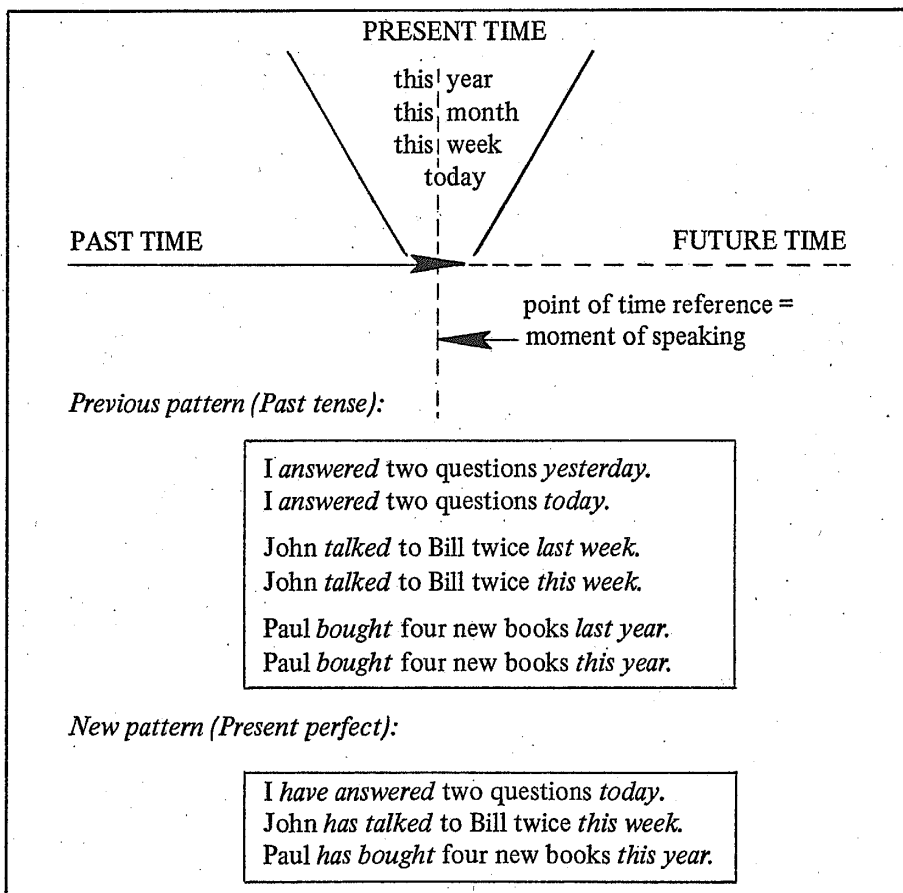 PRESENT TIME
this year
this month
this week
today
PAST TIME
FUTURE TIME
point of time reference =
moment of speaking
Previous pattern (Past tense):
I answered two questions yesterday.
I answered two questions today.
John talked to Bill twice last week.
John talked to Bill twice this week.
Paul bought four new books last year.
Paul bought four new books this year.
New pattern (Present perfect):
I have answered two questions today.
John has talked to Bill twice this week.
Paul has bought four new books this year.